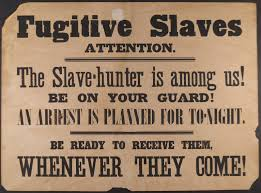 Fugitive Slaves
ATTENTION.
The Slave-hunter is among us!
BE ON YOUR GUARD!
AN ARREST IS PLANNED FOR TO-NIGHT.
BE READY TO RECEIVE THEM,
WHENEVER THEY COME!